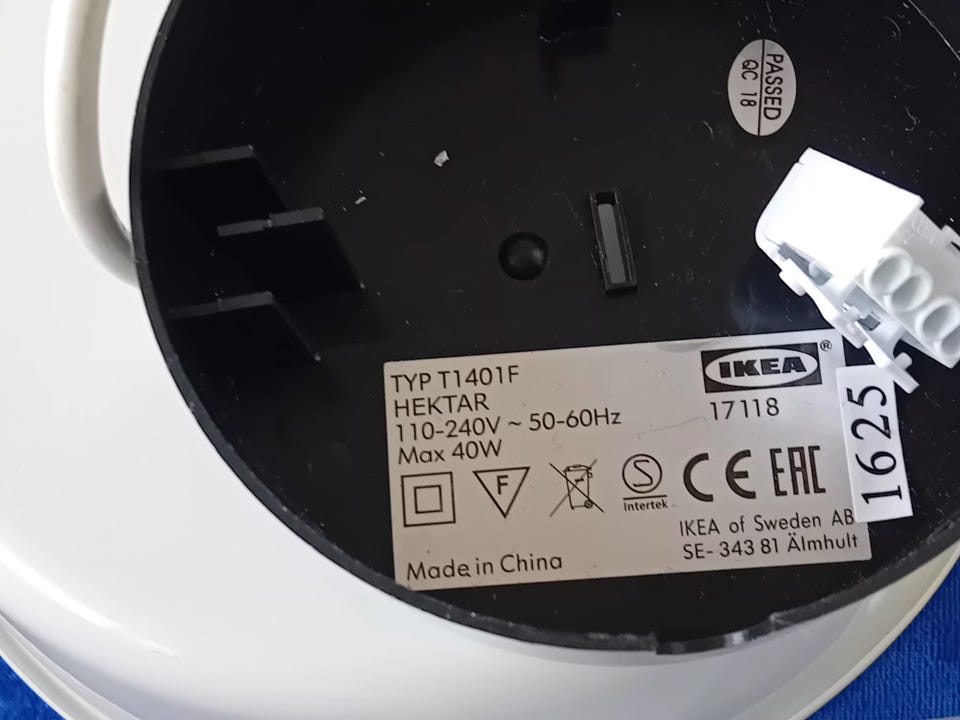 PASSED
QC 18
TYP T1401F
HEKTAR
110-240V ~ 50-60Hz
Max 40W
IKEA®
17118
1625
F
S
Intertek
CE EAC
IKEA of Sweden AB
SE- 343 81 Älmhult
Made in China